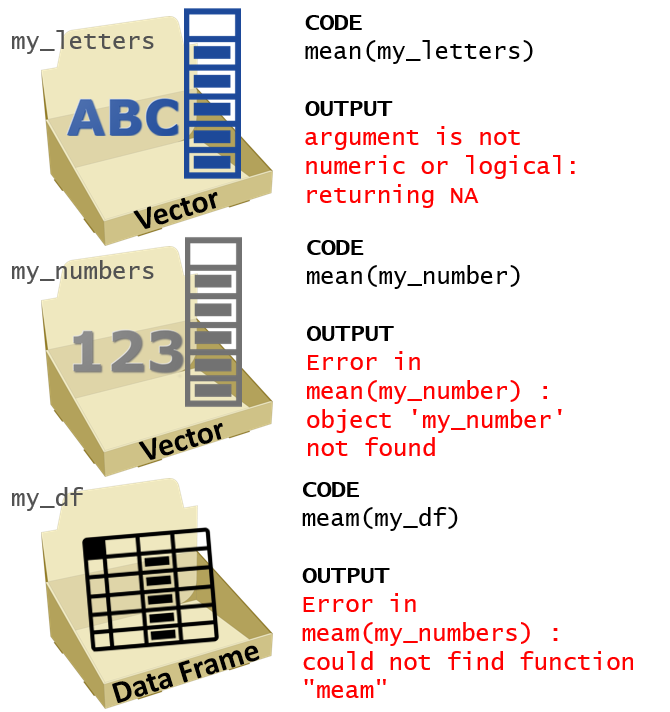 my_letters
ABC
Vector
CODE
mean(my_letters)
OUTPUT
argument is not
numeric or logical:
returning NA
my_numbers
123
Vector
CODE
mean(my_number)
OUTPUT
Error in
mean(my_number) :
object 'my_number'
not found
my_df
Data Frame
CODE
meam(my_df)
OUTPUT
Error in
meam(my_numbers) :
could not find function
"meam"